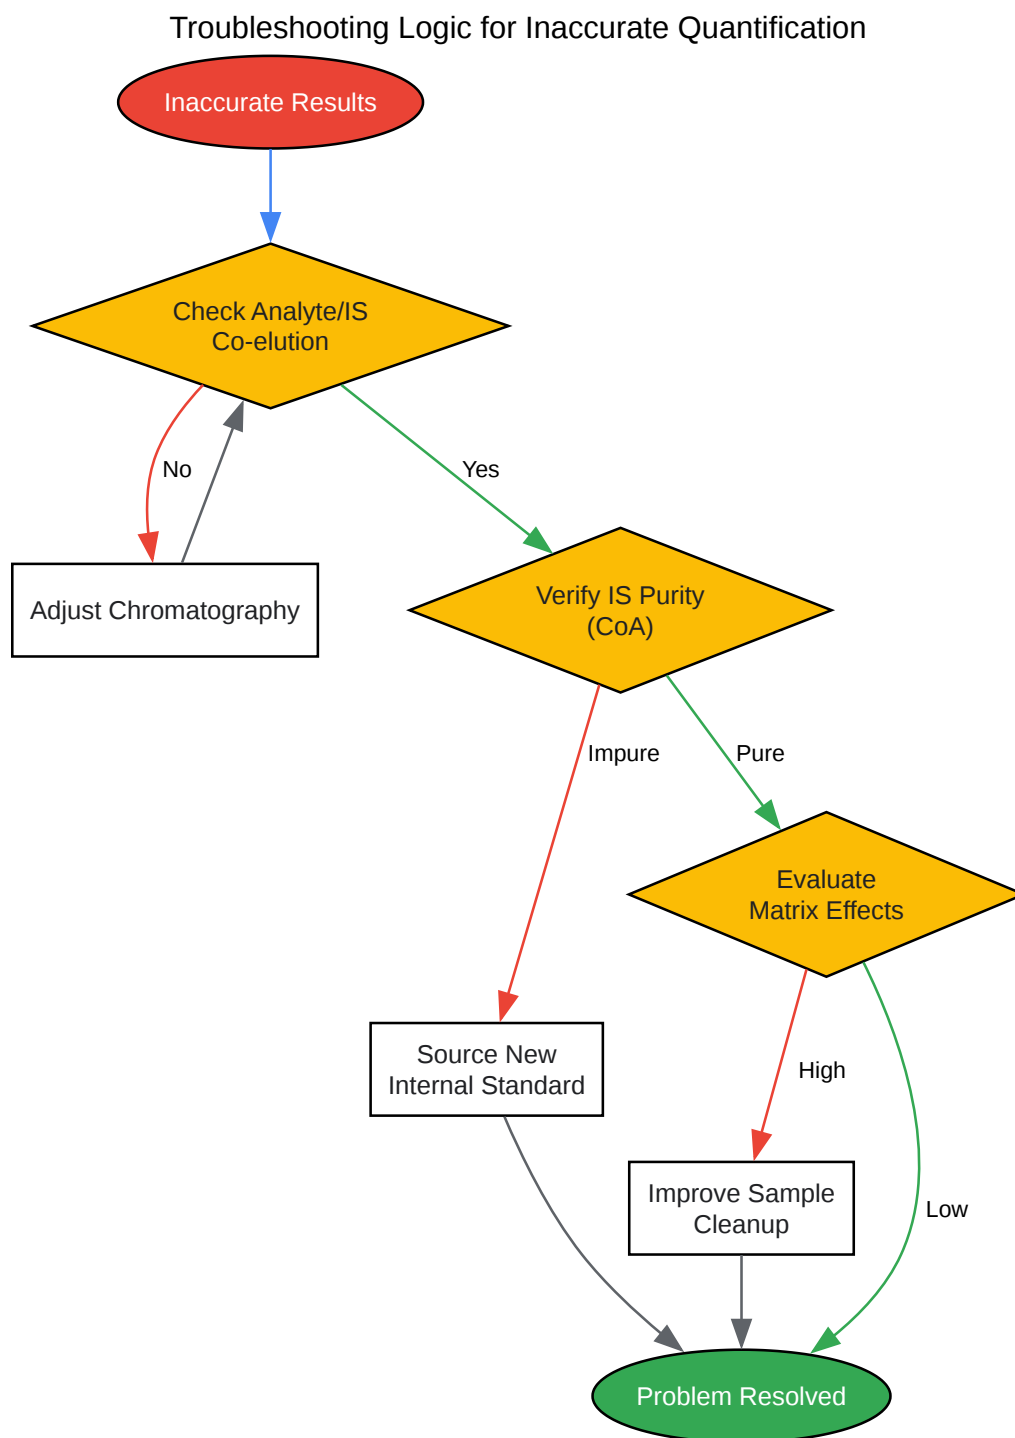 Troubleshooting Logic for Inaccurate Quantification
Inaccurate Results
Check Analyte/IS
Co-elution
No
Yes
Adjust Chromatography
Verify IS Purity
(CoA)
Impure
Pure
Evaluate
Matrix Effects
Source New
Internal Standard
High
Improve Sample
Cleanup
Low
Problem Resolved